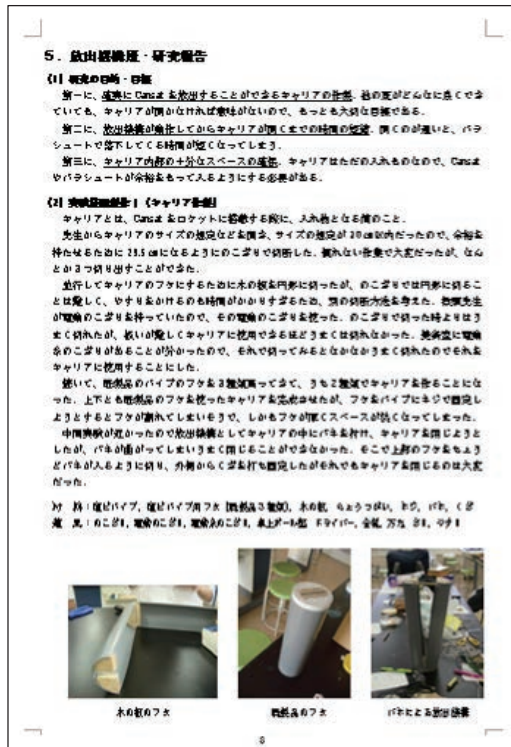 5．放出機構班・研究報告
(1) 研究の目的・目標
第一に、確実に Cansat を放出することができるキャリアの作製。他の夏がどんなに良くでき
ていても、キャリアが開かなければ意味がないので、もっとも大切な目標である。
第二に、放出機構が動作してからキャリアが開くまでの時間の短縮。開くのが遅いと、パラ
シュートで落下してくる時間が短くなってしまう。
第三に、キャリア内部の十分なスペースの確保。キャリアはただの入れものなので、Cansat
やパラシュートが余裕をもって入るようにする必要がある。
(2) 実験装置製作Ⅰ（キャリア作製）
キャリアとは、Cansat をロケットに搭載する際に、入れ物となる筒のこと。
先生からキャリアのサイズの規定などを聞き、サイズの規定が 30cm以内だったので、余裕を
持たせるために 29.5 cmになるようにのこぎりで切断した。慣れない作業で大変だったが、なん
とか3つ切り出すことができた。
並行してキャリアのフタにするために木の板を円形に切ったが、のこぎりでは円形に切るこ
とは難しく、やすりをかけるのも時間がかかりすぎるため、別の切断方法を考えた。 先生
が電動のこぎりを持っていたので、その電動のこぎりを使った。のこぎりで切った時よりはう
まく切れたが、扱いが難しくキャリアに使用できるほどうまくは切れなかった。美術室に電動
糸のこぎりがあることが分かったので、それで切ってみるとなかなかうまく切れたのでそれを
キャリアに使用することにした。
続いて、既製品のパイプのフタを3種類買ってきて、うち2種類でキャリアを作ることにな
った。上下とも既製品のフタを使ったキャリアを完成させたが、フタをパイプにネジで固定し
ようとするとフタが割れてしまいそうで、しかもフタが厚くスペースが狭くなってしまった。
中間実験が近かったので放出機構としてキャリアの中にバネを付け、キャリアを閉じようと
したが、バネが曲がってしまいうまく閉じることができなかった。そこで上部のフタをちょう
どバネが入るように切り、外側からくぎを打ち固定したがそれでもキャリアを閉じるのは大変
だった。
材 料：塩ビパイプ，塩ビパイプ用フタ（既製品3種類），木の板，ちょうつがい，ネジ，バネ，くぎ
道 具：のこぎり，電動のこぎり，電動糸のこぎり，卓上ボール盤，ドライバー，金槌，万力，やすり
木の板のフタ
既製品のフタ
バネによる放出機構
8